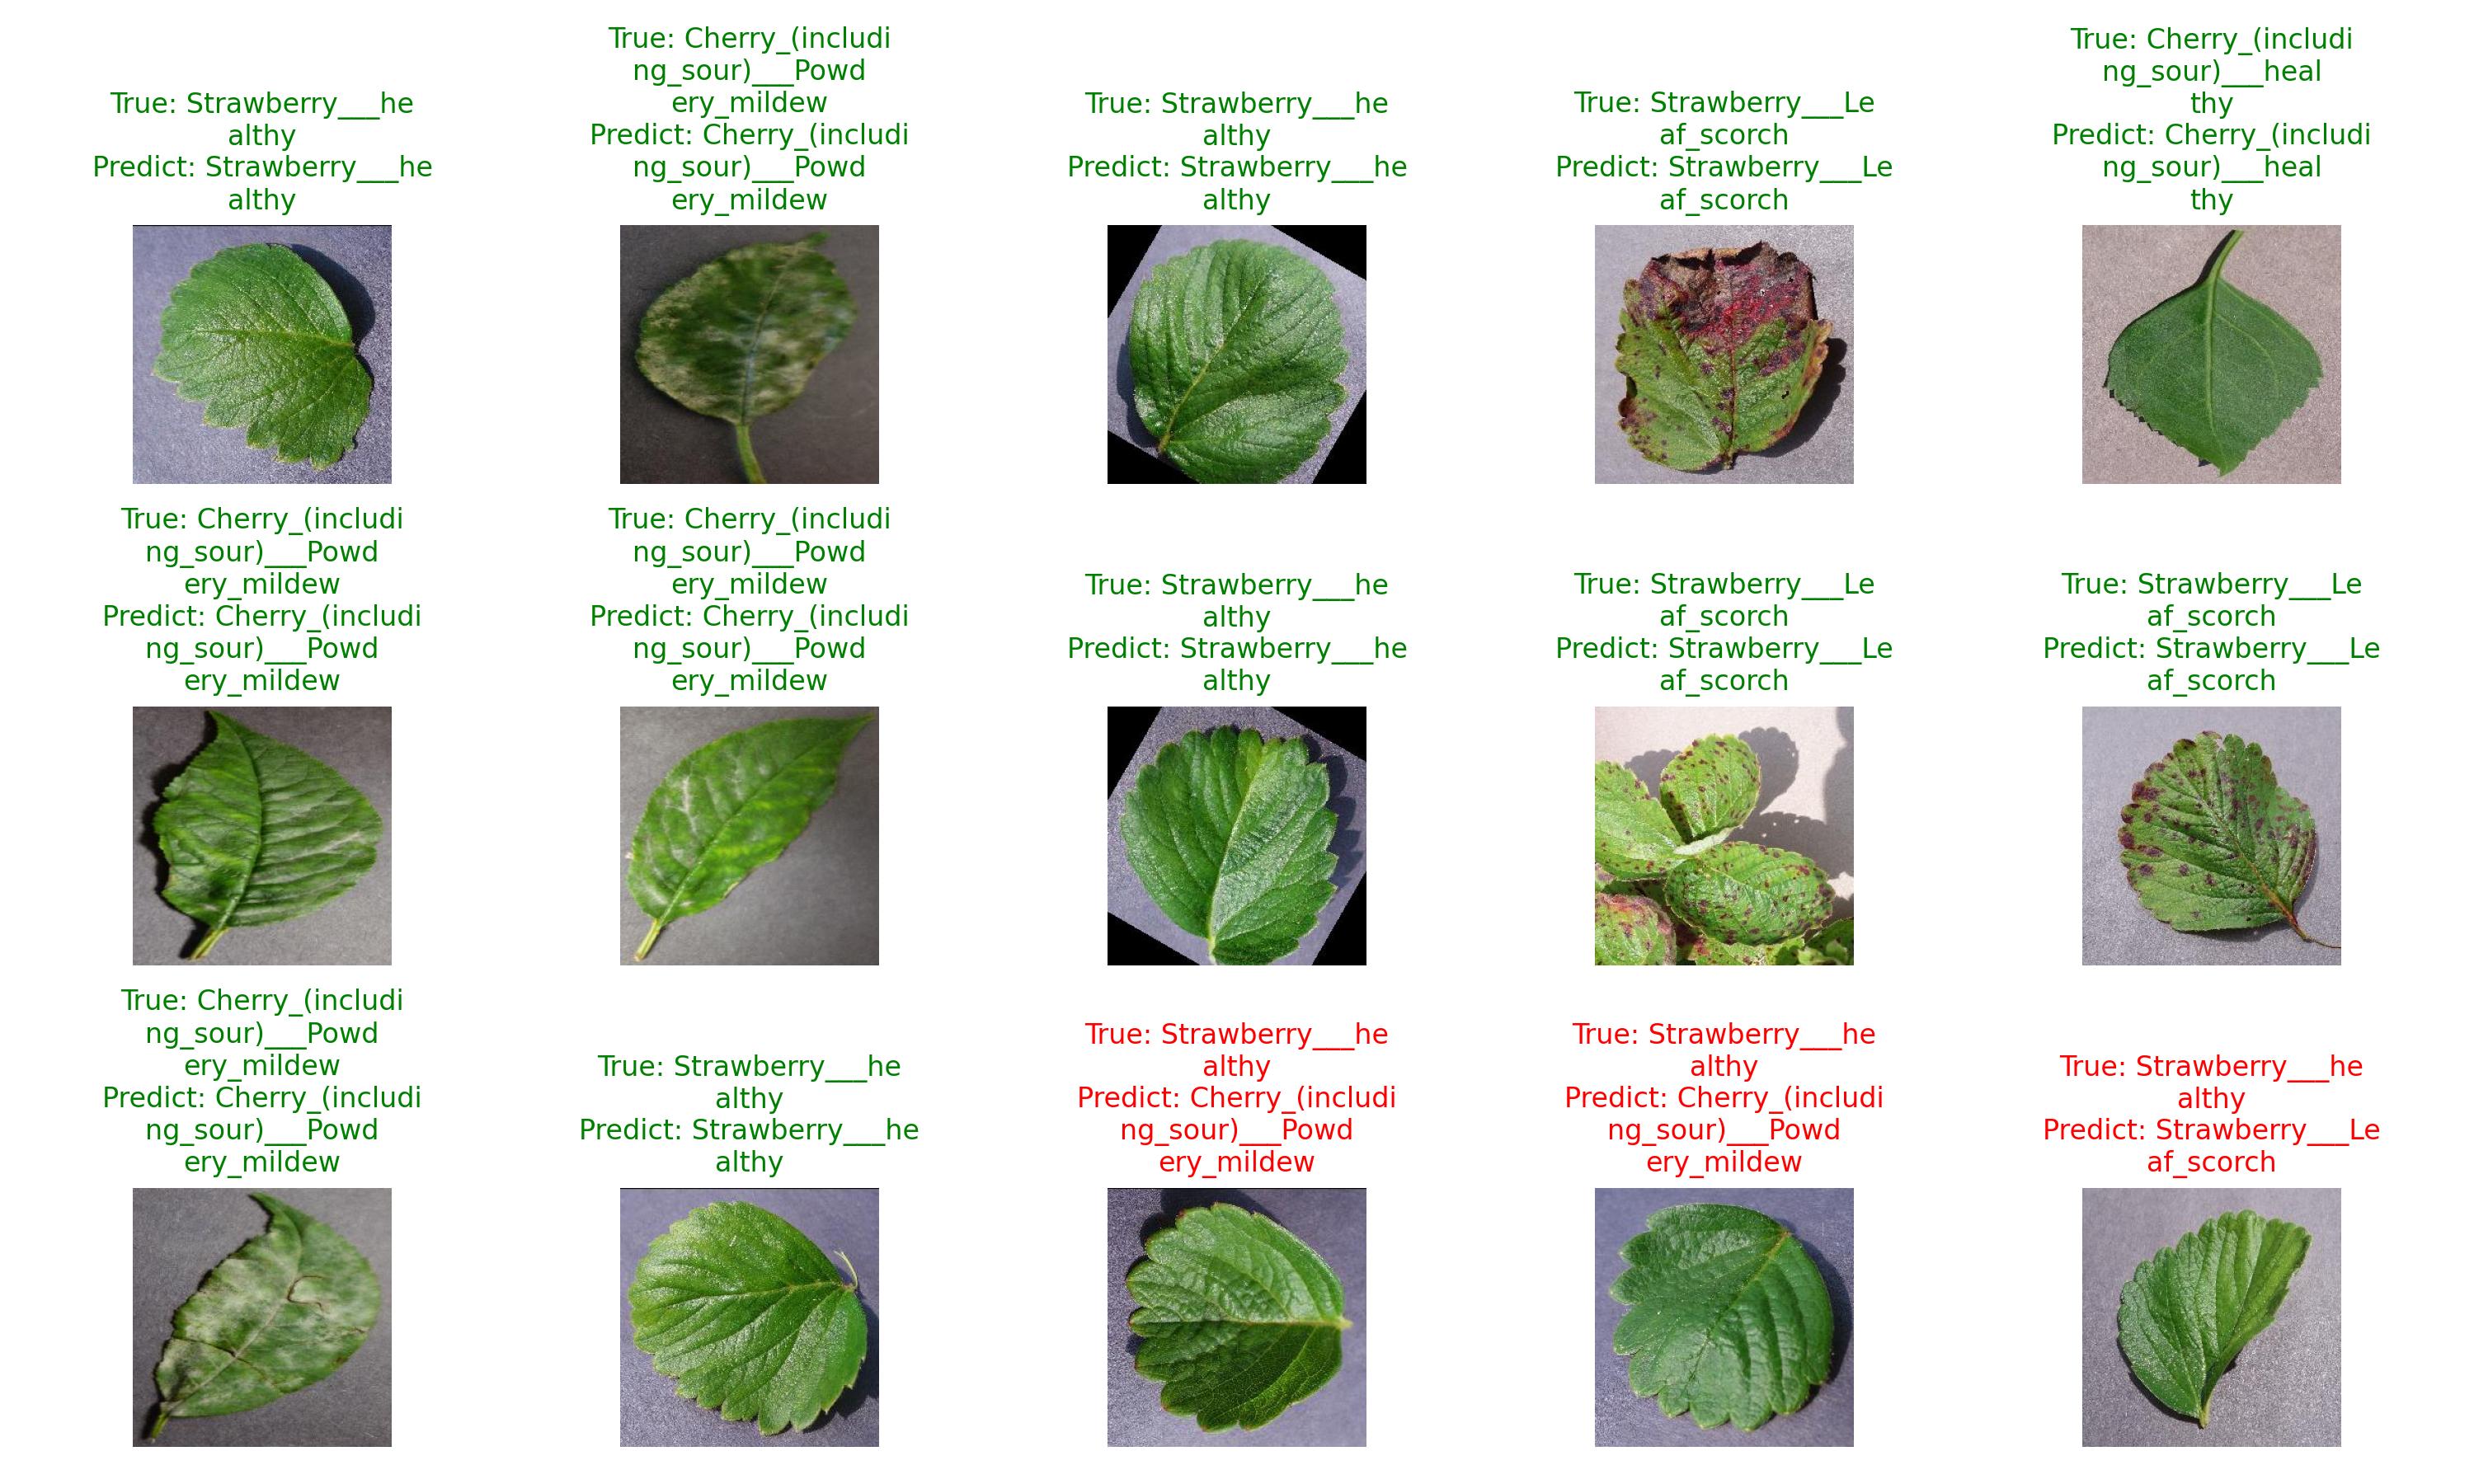 True: Strawberry___he
althy
Predict: Strawberry___he
althy
True: Cherry_(includi
ng_sour)___Powd
ery_mildew
Predict: Cherry_(includi
ng_sour)___Powd
ery_mildew
True: Strawberry___he
althy
Predict: Strawberry___he
althy
True: Strawberry___Le
af_scorch
Predict: Strawberry___Le
af_scorch
True: Cherry_(includi
ng_sour)___heal
thy
Predict: Cherry_(includi
ng_sour)___heal
thy
True: Cherry_(includi
ng_sour)___Powd
ery_mildew
Predict: Cherry_(includi
ng_sour)___Powd
ery_mildew
True: Cherry_(includi
ng_sour)___Powd
ery_mildew
Predict: Cherry_(includi
ng_sour)___Powd
ery_mildew
True: Strawberry___he
althy
Predict: Strawberry___he
althy
True: Strawberry___Le
af_scorch
Predict: Strawberry___Le
af_scorch
True: Strawberry___Le
af_scorch
Predict: Strawberry___Le
af_scorch
True: Cherry_(includi
ng_sour)___Powd
ery_mildew
Predict: Cherry_(includi
ng_sour)___Powd
ery_mildew
True: Strawberry___he
althy
Predict: Strawberry___he
althy
True: Strawberry___he
althy
Predict: Cherry_(includi
ng_sour)___Powd
ery_mildew
True: Strawberry___he
althy
Predict: Cherry_(includi
ng_sour)___Powd
ery_mildew
True: Strawberry___he
althy
Predict: Strawberry___Le
af_scorch